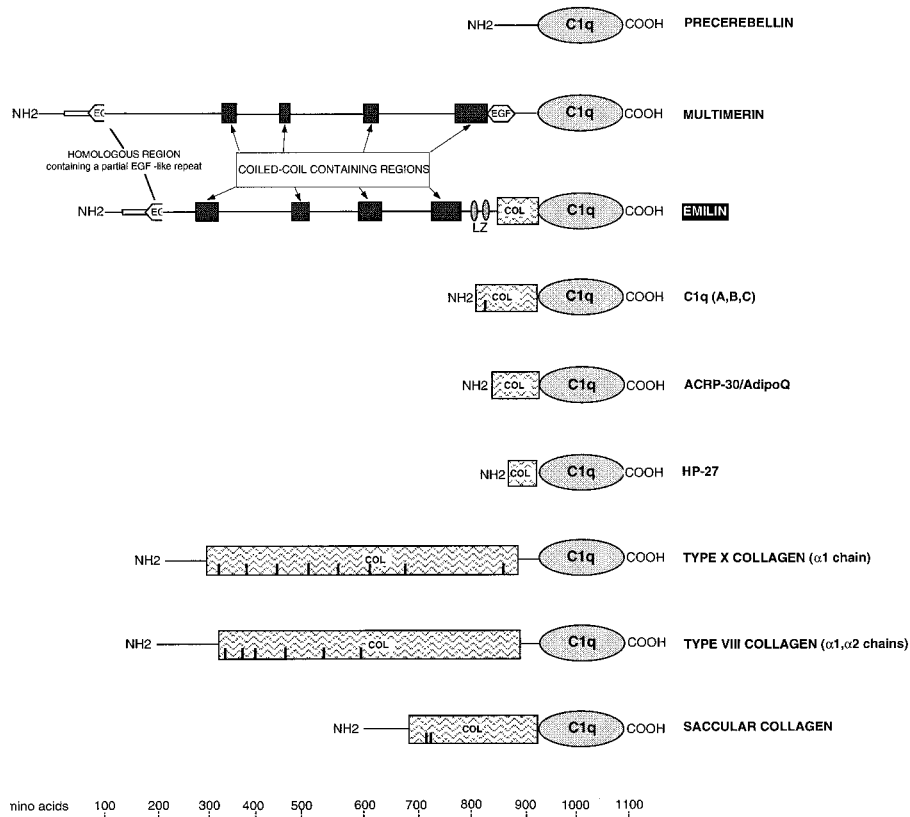 NH2 C1q COOH PRECEREBELLIN
NH2 EG EGF C1q COOH MULTIMERIN
HOMOLOGOUS REGION
containing a partial EGF -like repeat
COILED-COIL CONTAINING REGIONS
NH2 EG COL C1q COOH EMILIN
LZ
NH2 COL C1q COOH C1q (A,B,C)
NH2 COL C1q COOH ACRP-30/AdipoQ
NH2 COL C1q COOH HP-27
NH2 COL C1q COOH TYPE X COLLAGEN (α1 chain)
NH2 COL C1q COOH TYPE VIII COLLAGEN (α1,α2 chains)
NH2 COL C1q COOH SACCULAR COLLAGEN
mino acids 100 200 300 400 500 600 700 800 900 1000 1100